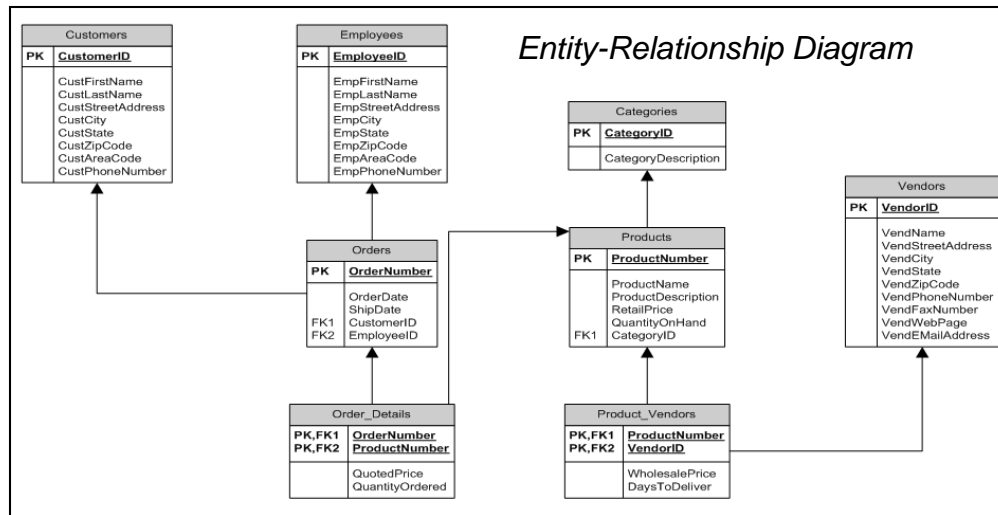 Entity-Relationship Diagram
Customers
PK CustomerID
CustFirstName
CustLastName
CustStreetAddress
CustCity
CustState
CustZipCode
CustAreaCode
CustPhoneNumber
Employees
PK EmployeeID
EmpFirstName
EmpLastName
EmpStreetAddress
EmpCity
EmpState
EmpZipCode
EmpAreaCode
EmpPhoneNumber
Categories
PK CategoryID
CategoryDescription
Vendors
PK VendorID
VendName
VendStreetAddress
VendCity
VendState
VendZipCode
VendPhoneNumber
VendFaxNumber
VendWebPage
VendEMailAddress
Orders
PK OrderNumber
OrderDate
ShipDate
FK1 CustomerID
FK2 EmployeeID
Products
PK ProductNumber
ProductName
ProductDescription
RetailPrice
QuantityOnHand
FK1 CategoryID
Order_Details
PK,FK1 OrderNumber
PK,FK2 ProductNumber
QuotedPrice
QuantityOrdered
Product_Vendors
PK,FK1 ProductNumber
PK,FK2 VendorID
WholesalePrice
DaysToDeliver